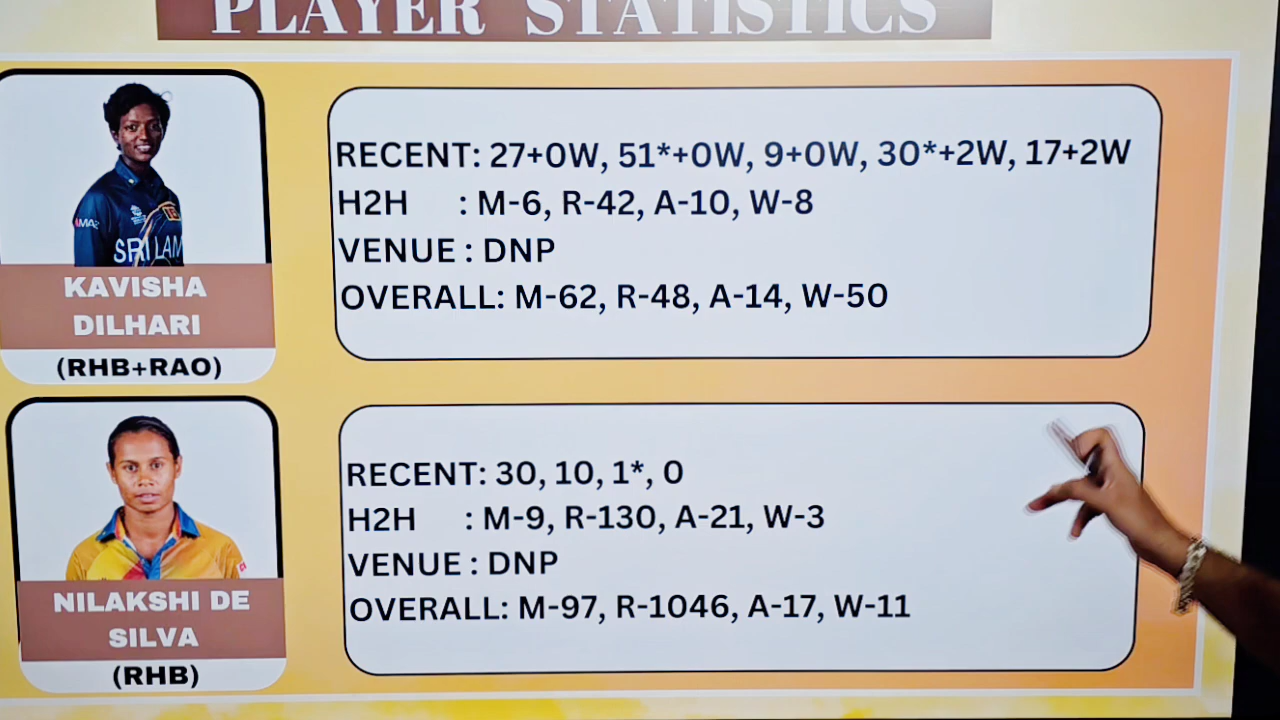 PLAYER STATISTICS
SRI LAN
KAVISHA
DILHARI
(RHB+RAO)
RECENT: 27+0W, 51*+0W, 9+0W, 30*+2W, 17+2W
H2H : M-6, R-42, A-10, W-8
VENUE : DNP
OVERALL: M-62, R-48, A-14, W-50
NILAKSHI DE
SILVA
(RHB)
RECENT: 30, 10, 1*, 0
H2H : M-9, R-130, A-21, W-3
VENUE : DNP
OVERALL: M-97, R-1046, A-17, W-11